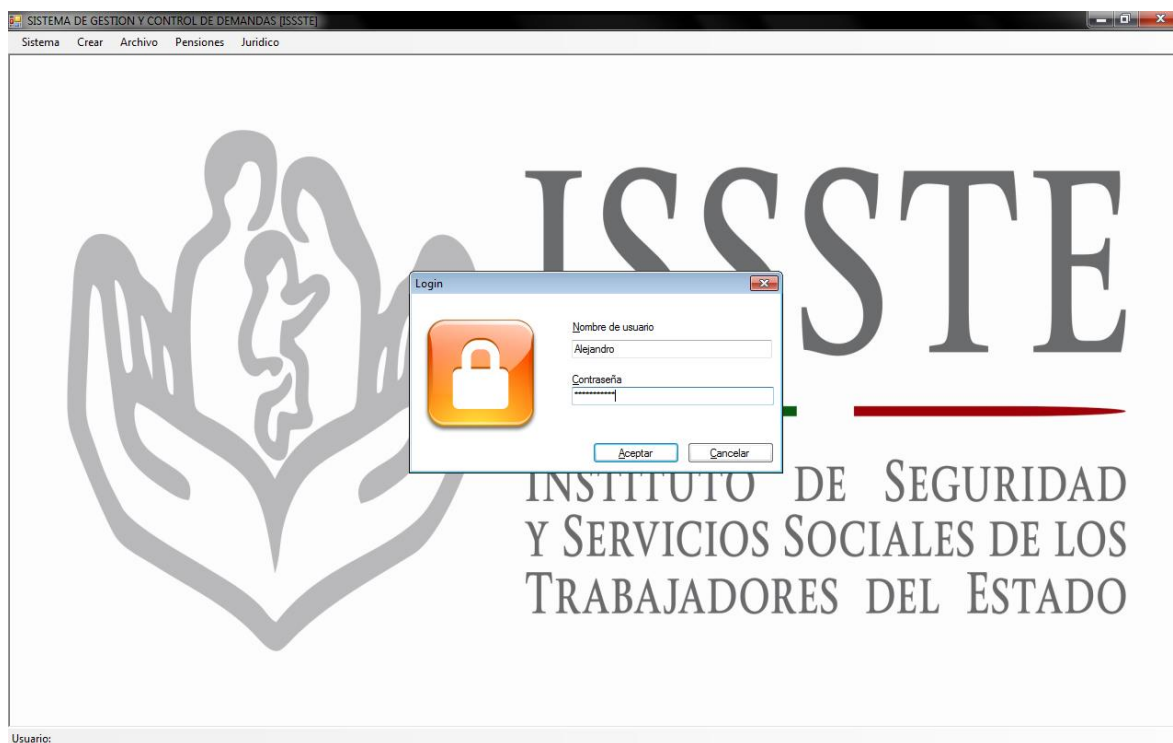 SISTEMA DE GESTION Y CONTROL DE DEMANDAS [ISSSTE]
Sistema Crear Archivo Pensiones Juridico
ISSSTE
Login
Nombre de usuario
Alejandro
Contraseña
***********
Aceptar Cancelar
INSTITUTO DE SEGURIDAD
Y SERVICIOS SOCIALES DE LOS
TRABAJADORES DEL ESTADO
Usuario: